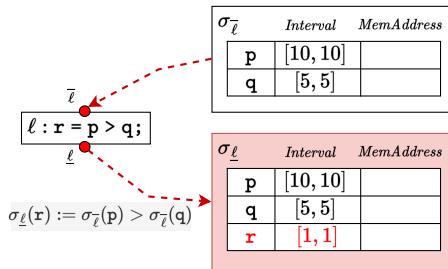 σ_ℓ̅ Interval MemAddress
p [10, 10]
q [5, 5]
ℓ̅
ℓ : r = p > q;
ℓ̲
σ_ℓ̲(r) := σ_ℓ̅(p) > σ_ℓ̅(q)
σ_ℓ̲ Interval MemAddress
p [10, 10]
q [5, 5]
r [1, 1]